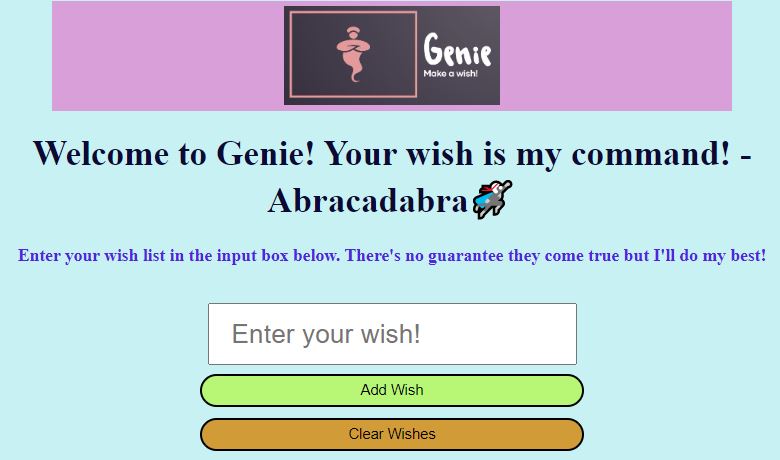 Genie
Make a wish!
Welcome to Genie! Your wish is my command! -
Abracadabra
Enter your wish list in the input box below. There's no guarantee they come true but I'll do my best!
Enter your wish!
Add Wish
Clear Wishes